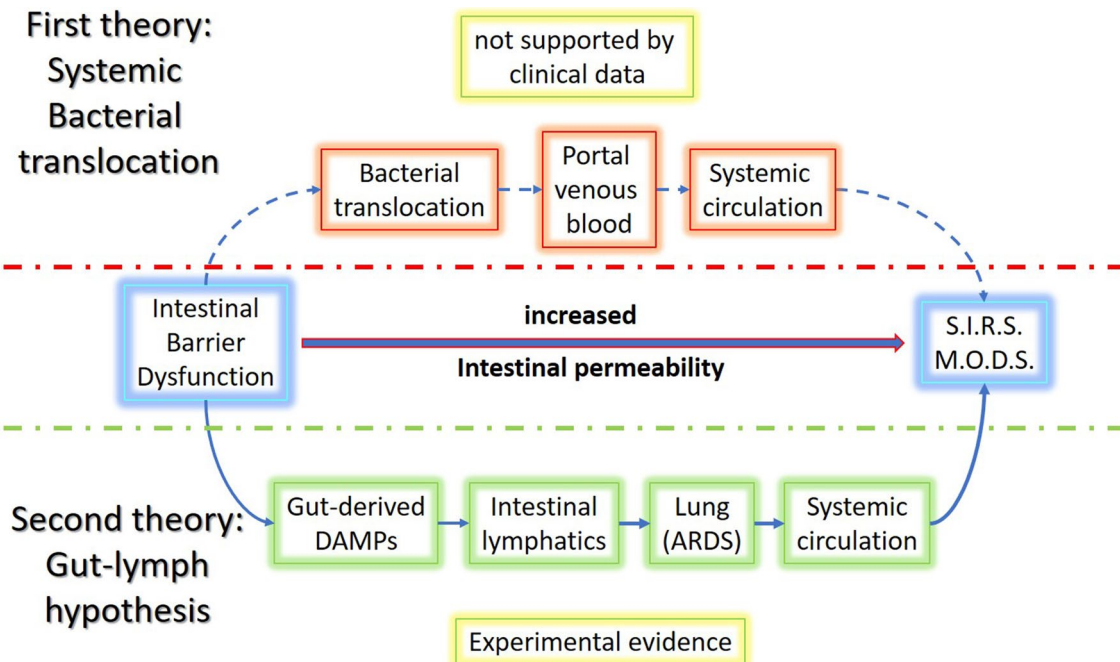 First theory:
Systemic
Bacterial
translocation
not supported by
clinical data
Bacterial
translocation
Portal
venous
blood
Systemic
circulation
Intestinal
Barrier
Dysfunction
increased
Intestinal permeability
S.I.R.S.
M.O.D.S.
Second theory:
Gut-lymph
hypothesis
Gut-derived
DAMPs
Intestinal
lymphatics
Lung
(ARDS)
Systemic
circulation
Experimental evidence